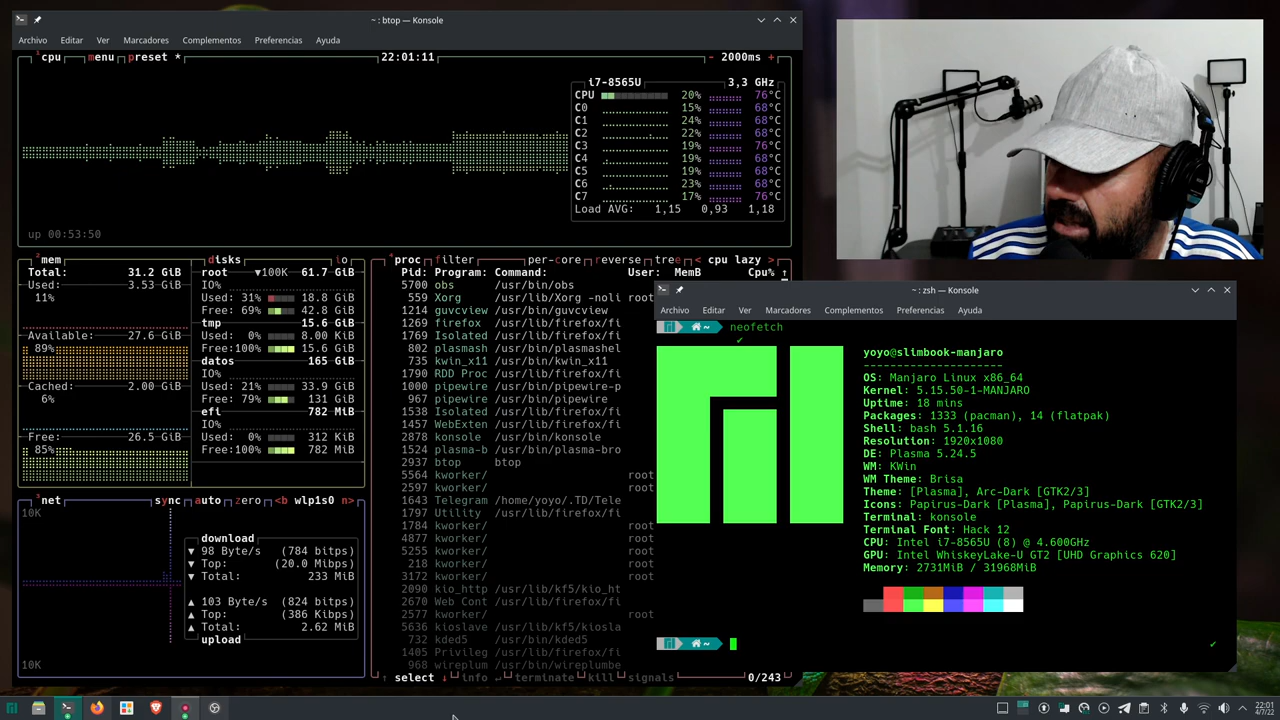 ~ : btop — Konsole
Archivo Editar Ver Marcadores Complementos Preferencias Ayuda
¹cpu menu preset * 22:01:11 - 2000ms +
i7-8565U 3,3 GHz
CPU 20% 76°C
C0 15% 68°C
C1 24% 68°C
C2 22% 68°C
C3 19% 76°C
C4 19% 68°C
C5 19% 68°C
C6 23% 68°C
C7 17% 76°C
Load AVG: 1,15 0,93 1,18
up 00:53:50
²mem
Total: 31.2 GiB
Used: 3.53 GiB
11%
Available: 27.6 GiB
89%
Cached: 2.00 GiB
6%
Free: 26.5 GiB
85%
disks io
root ▼100K 61.7 GiB
IO%
Used: 31% 18.8 GiB
Free: 69% 42.8 GiB
tmp 15.6 GiB
IO%
Used: 0% 8.00 KiB
Free:100% 15.6 GiB
datos 165 GiB
IO%
Used: 21% 33.9 GiB
Free: 79% 131 GiB
efi 782 MiB
IO%
Used: 0% 312 KiB
Free:100% 782 MiB
³net sync auto zero <b wlp1s0 n>
10K
download
▼ 98 Byte/s (784 bitps)
▼ Top: (20.0 Mibps)
▼ Total: 233 MiB
▲ 103 Byte/s (824 bitps)
▲ Top: (386 Kibps)
▲ Total: 2.62 MiB
upload
10K
⁴proc filter per-core reverse tree < cpu lazy >
Pid: Program: Command: User: MemB Cpu% ↑
5700 obs /usr/bin/obs
559 Xorg /usr/lib/Xorg -noli root
1214 guvcview /usr/bin/guvcview
1269 firefox /usr/lib/firefox/fi
1769 Isolated /usr/lib/firefox/fi
802 plasmash /usr/bin/plasmashel
735 kwin_x11 /usr/bin/kwin_x11
1790 RDD Proc /usr/lib/firefox/fi
1000 pipewire /usr/bin/pipewire-p
967 pipewire /usr/bin/pipewire
1538 Isolated /usr/lib/firefox/fi
1457 WebExten /usr/lib/firefox/fi
2878 konsole /usr/bin/konsole
1524 plasma-b /usr/bin/plasma-bro
2937 btop btop
5564 kworker/ root
2597 kworker/ root
1643 Telegram /home/yoyo/.TD/Tele
1797 Utility /usr/lib/firefox/fi
1784 kworker/ root
4877 kworker/ root
5255 kworker/ root
218 kworker/ root
3172 kworker/ root
2090 kio_http /usr/lib/kf5/kio_ht
2670 Web Cont /usr/lib/firefox/fi
2577 kworker/ root
5636 kioslave /usr/lib/kf5/kiosla
732 kded5 /usr/bin/kded5
1405 Privileg /usr/lib/firefox/fi
968 wireplum /usr/bin/wireplumbe
↑ select ↓ info ↵ terminate kill signals 0/243
~ : zsh — Konsole
Archivo Editar Ver Marcadores Complementos Preferencias Ayuda
~ neofetch
✔
yoyo@slimbook-manjaro
---------------------
OS: Manjaro Linux x86_64
Kernel: 5.15.50-1-MANJARO
Uptime: 18 mins
Packages: 1333 (pacman), 14 (flatpak)
Shell: bash 5.1.16
Resolution: 1920x1080
DE: Plasma 5.24.5
WM: KWin
WM Theme: Brisa
Theme: [Plasma], Arc-Dark [GTK2/3]
Icons: Papirus-Dark [Plasma], Papirus-Dark [GTK2/3]
Terminal: konsole
Terminal Font: Hack 12
CPU: Intel i7-8565U (8) @ 4.600GHz
GPU: Intel WhiskeyLake-U GT2 [UHD Graphics 620]
Memory: 2731MiB / 31968MiB
~ ✔
22:01
4/7/22